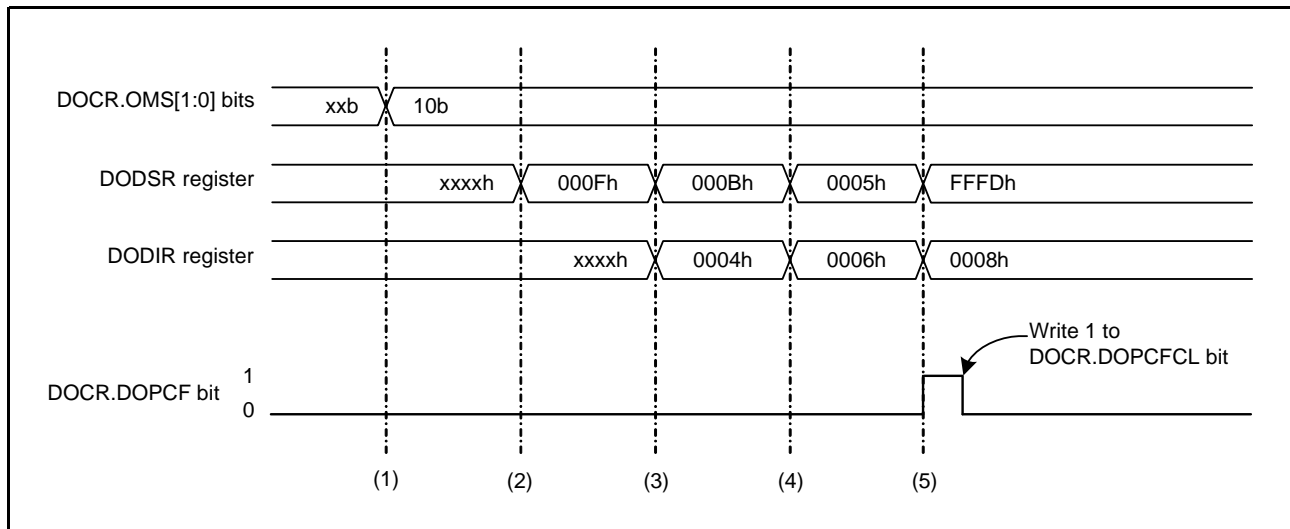 DOCR.OMS[1:0] bits
xxb
10b
DODSR register
xxxxh
000Fh
000Bh
0005h
FFFDh
DODIR register
xxxxh
0004h
0006h
0008h
Write 1 to
DOCR.DOPCFCL bit
DOCR.DOPCF bit
1
0
(1)
(2)
(3)
(4)
(5)